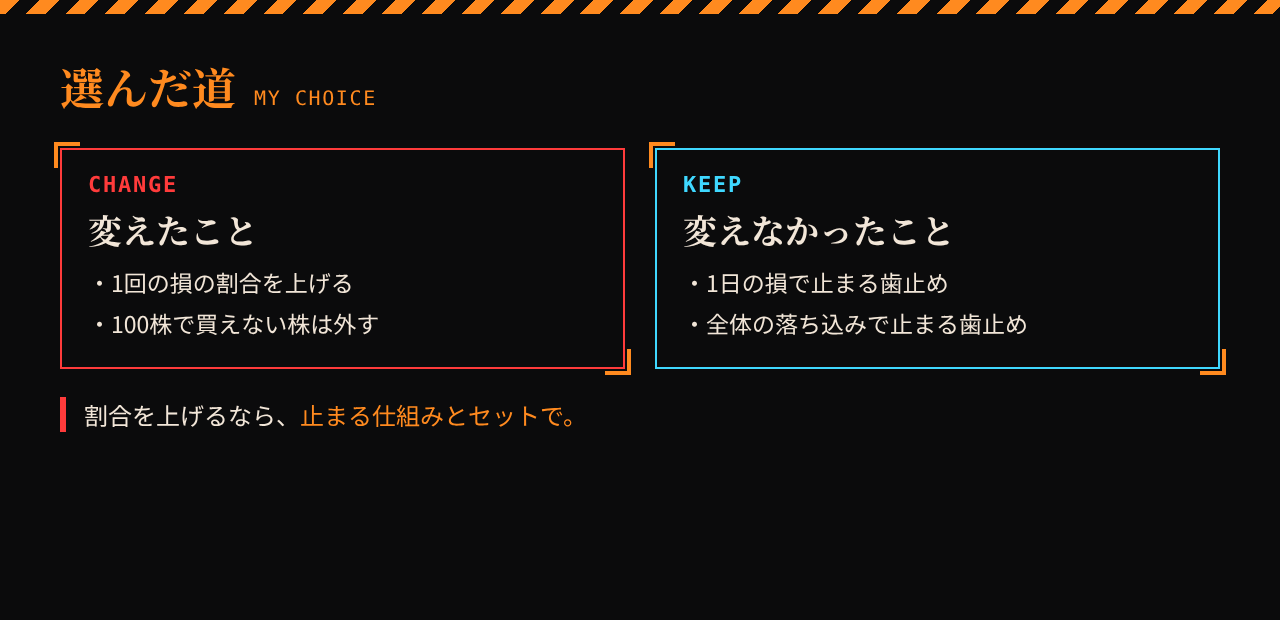 選んだ道 MY CHOICE
CHANGE
変えたこと
・1回の損の割合を上げる
・100株で買えない株は外す
KEEP
変えなかったこと
・1日の損で止まる歯止め
・全体の落ち込みで止まる歯止め
割合を上げるなら、止まる仕組みとセットで。